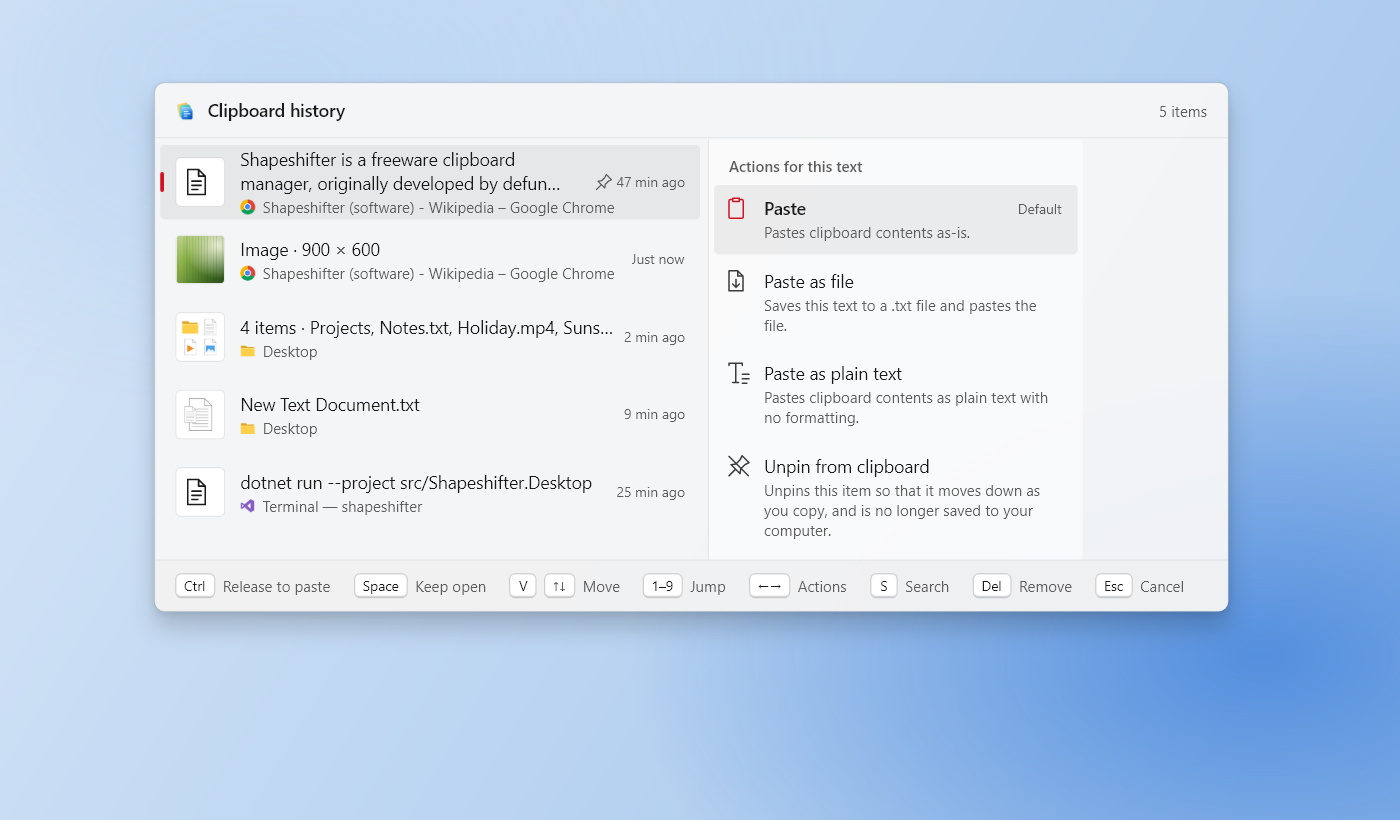 Clipboard history
5 items
Shapeshifter is a freeware clipboard
manager, originally developed by defun...
47 min ago
Shapeshifter (software) - Wikipedia – Google Chrome
Image · 900 × 600
Just now
Shapeshifter (software) - Wikipedia – Google Chrome
4 items · Projects, Notes.txt, Holiday.mp4, Suns...
2 min ago
Desktop
New Text Document.txt
9 min ago
Desktop
dotnet run --project src/Shapeshifter.Desktop
25 min ago
Terminal — shapeshifter
Actions for this text
Paste
Default
Pastes clipboard contents as-is.
Paste as file
Saves this text to a .txt file and pastes the
file.
Paste as plain text
Pastes clipboard contents as plain text with
no formatting.
Unpin from clipboard
Unpins this item so that it moves down as
you copy, and is no longer saved to your
computer.
Ctrl Release to paste Space Keep open V ↑↓ Move 1–9 Jump ←→ Actions S Search Del Remove Esc Cancel